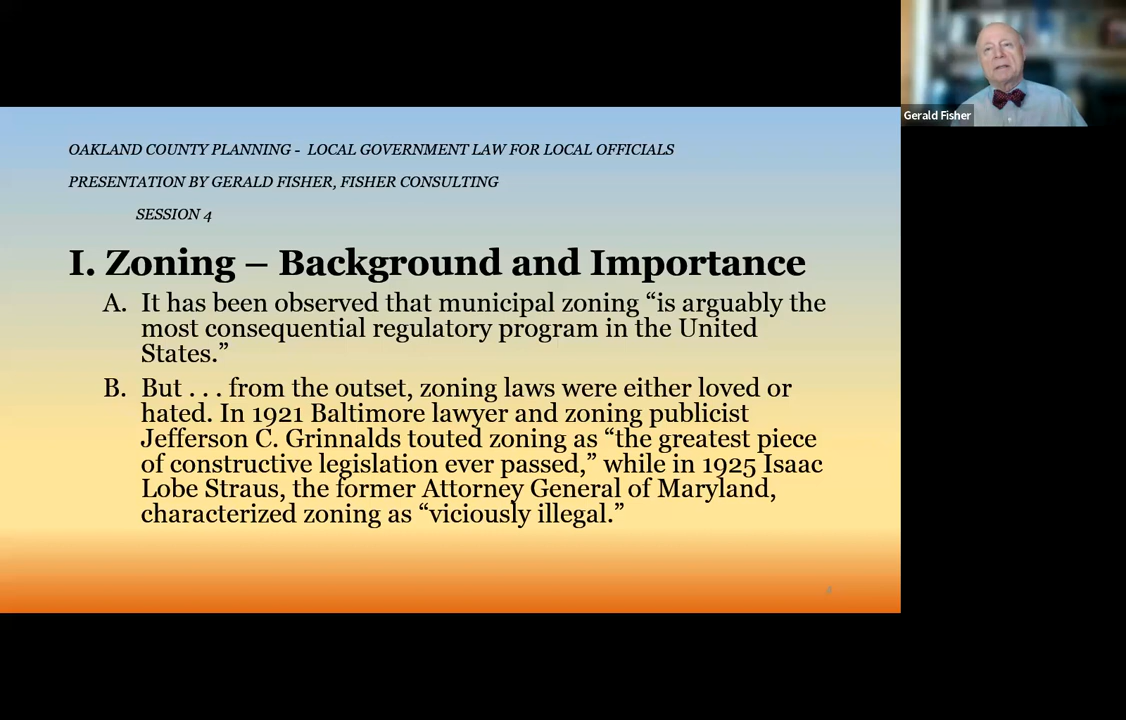 Gerald Fisher
OAKLAND COUNTY PLANNING - LOCAL GOVERNMENT LAW FOR LOCAL OFFICIALS
PRESENTATION BY GERALD FISHER, FISHER CONSULTING
SESSION 4
I. Zoning – Background and Importance
A. It has been observed that municipal zoning “is arguably the
most consequential regulatory program in the United
States.”
B. But . . . from the outset, zoning laws were either loved or
hated. In 1921 Baltimore lawyer and zoning publicist
Jefferson C. Grinnalds touted zoning as “the greatest piece
of constructive legislation ever passed,” while in 1925 Isaac
Lobe Straus, the former Attorney General of Maryland,
characterized zoning as “viciously illegal.”